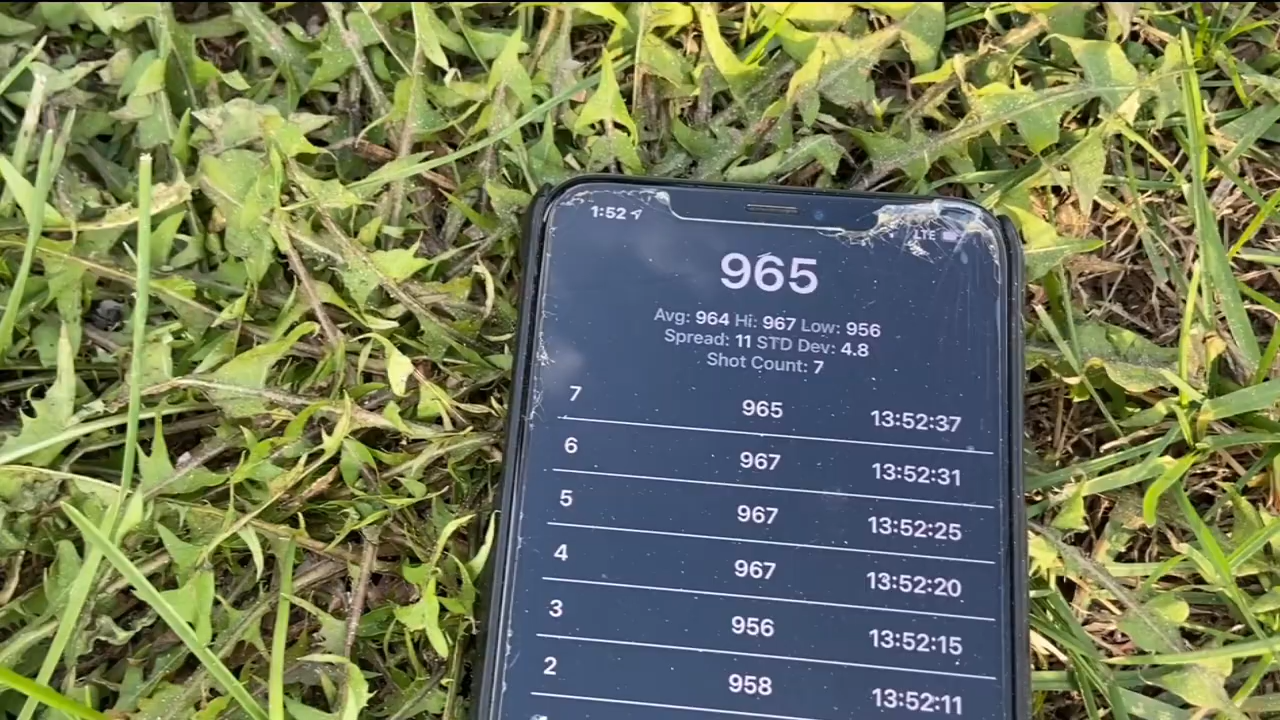 1:52 LTE
965
Avg: 964 Hi: 967 Low: 956
Spread: 11 STD Dev: 4.8
Shot Count: 7
7 965 13:52:37
6 967 13:52:31
5 967 13:52:25
4 967 13:52:20
3 956 13:52:15
2 958 13:52:11